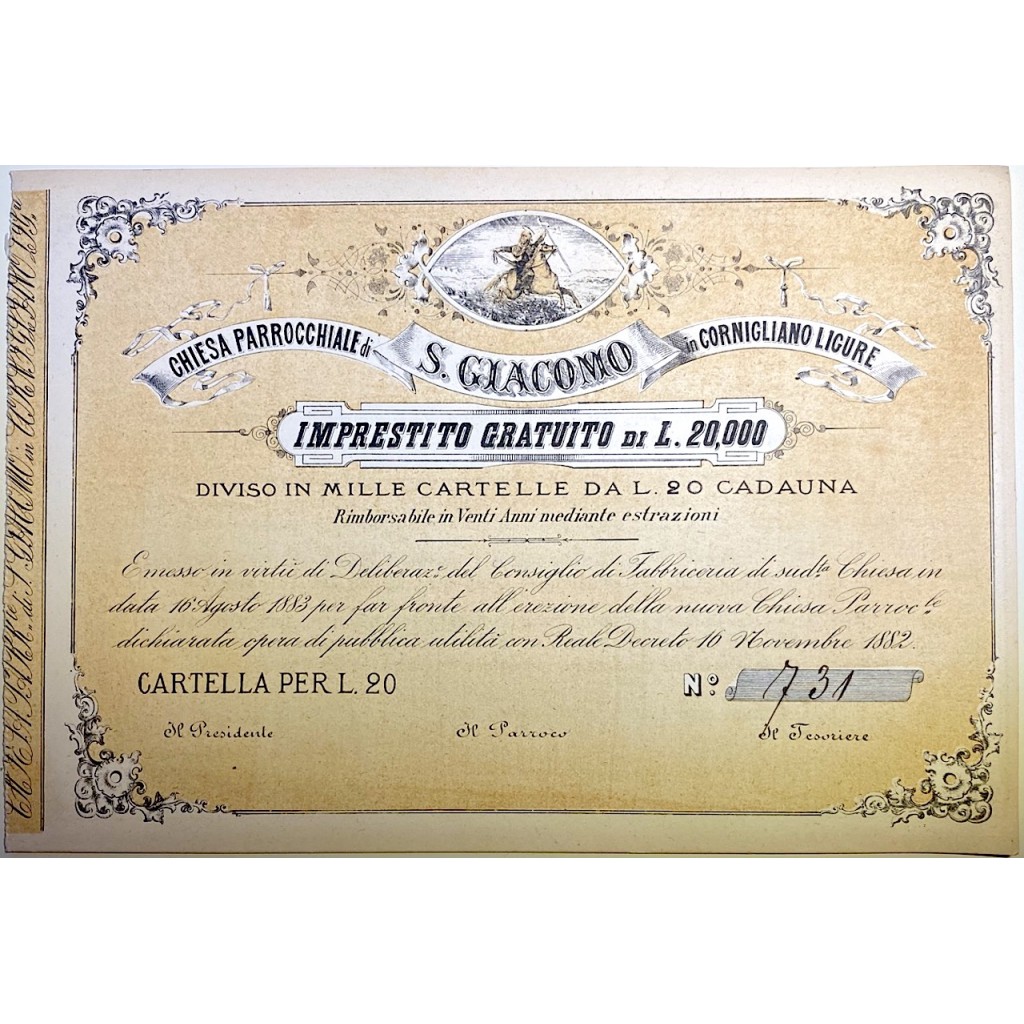 CHIESA PARROCCHIALE di S. GIACOMO in CORNIGLIANO LIGURE
IMPRESTITO GRATUITO DI L. 20,000
DIVISO IN MILLE CARTELLE DA L. 20 CADAUNA
Rimborsabile in Venti Anni mediante estrazioni
Emesso in virtù di Deliberaz.e del Consiglio di Fabbriceria di sud.ta Chiesa in
data 16 Agosto 1883 per far fronte all'erezione della nuova Chiesa Parroc.le
dichiarata opera di pubblica utilità con Reale Decreto 16 Novembre 1882.
CARTELLA PER L. 20 N.o 731
Il Presidente Il Parroco Il Tesoriere